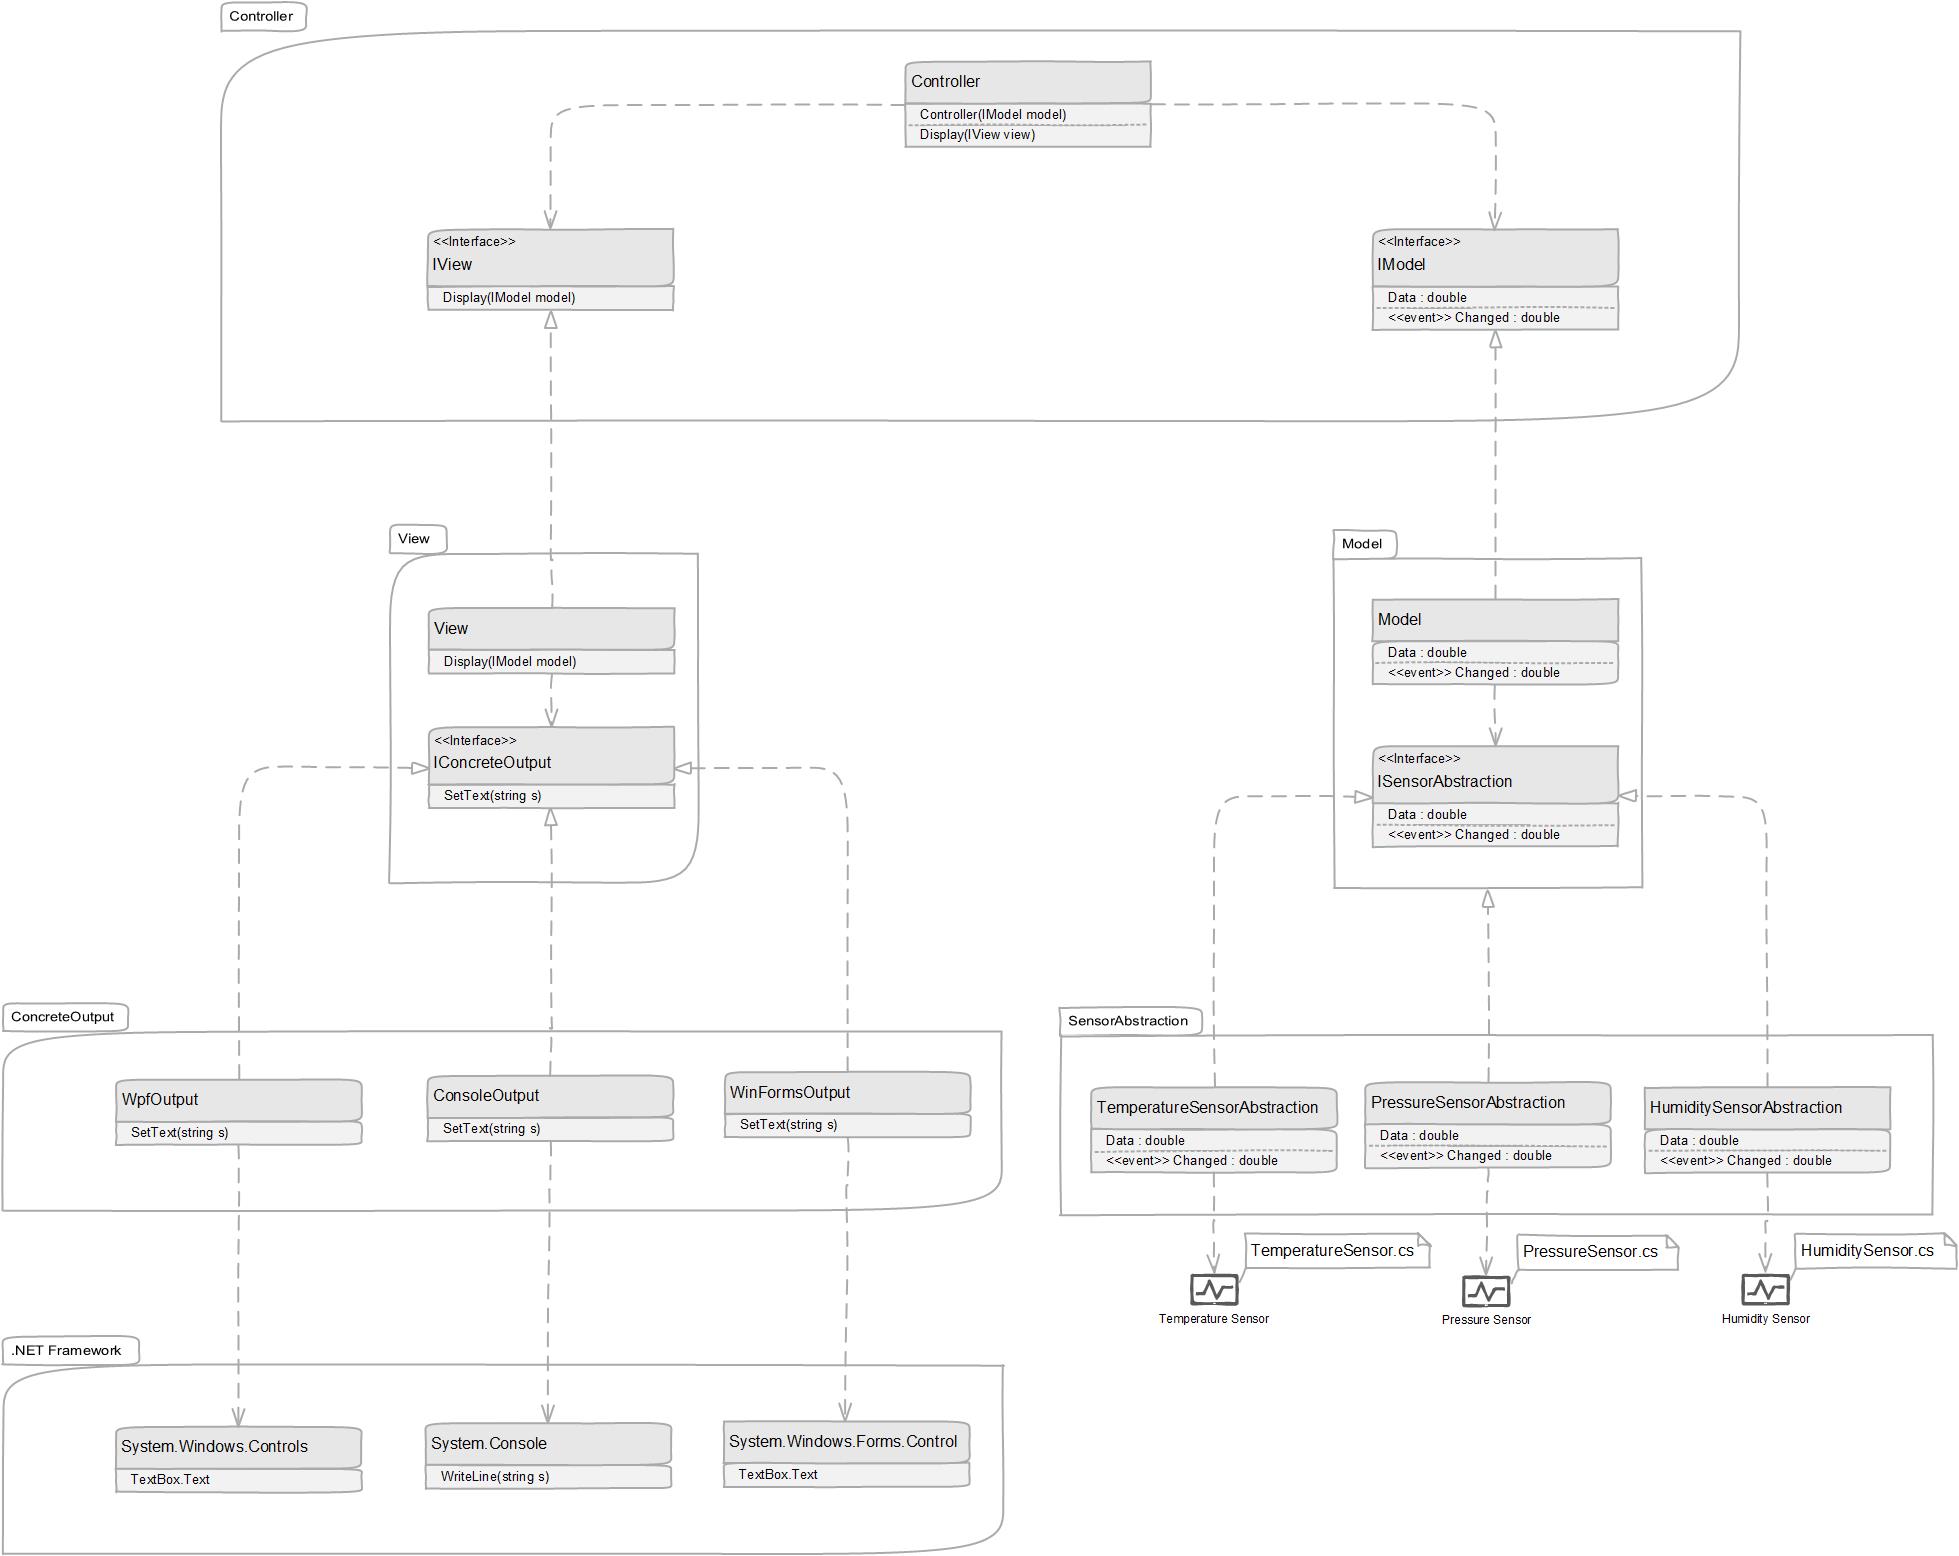 Controller
Controller
Controller(IModel model)
Display(IView view)
<<Interface>>
IView
Display(IModel model)
<<Interface>>
IModel
Data : double
<<event>> Changed : double
View
View
Display(IModel model)
<<Interface>>
IConcreteOutput
SetText(string s)
Model
Model
Data : double
<<event>> Changed : double
<<Interface>>
ISensorAbstraction
Data : double
<<event>> Changed : double
ConcreteOutput
WpfOutput
SetText(string s)
ConsoleOutput
SetText(string s)
WinFormsOutput
SetText(string s)
SensorAbstraction
TemperatureSensorAbstraction
Data : double
<<event>> Changed : double
PressureSensorAbstraction
Data : double
<<event>> Changed : double
HumiditySensorAbstraction
Data : double
<<event>> Changed : double
TemperatureSensor.cs
Temperature Sensor
PressureSensor.cs
Pressure Sensor
HumiditySensor.cs
Humidity Sensor
.NET Framework
System.Windows.Controls
TextBox.Text
System.Console
WriteLine(string s)
System.Windows.Forms.Control
TextBox.Text